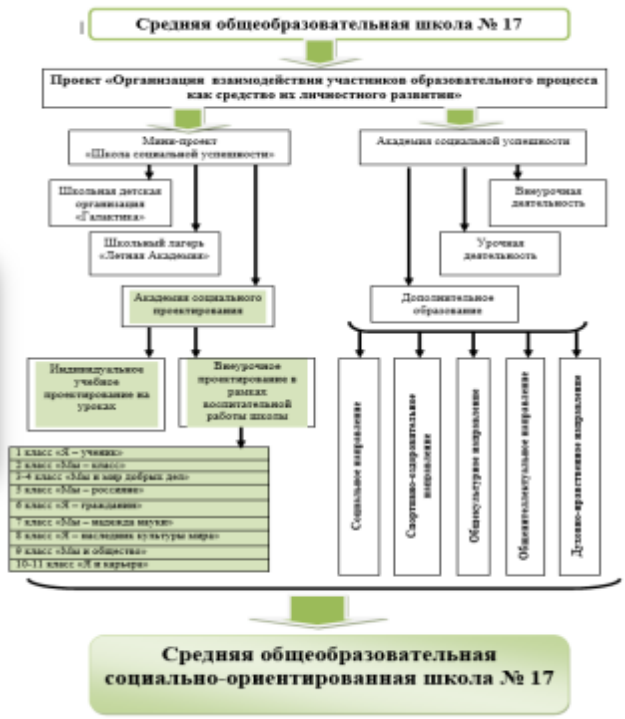 Средняя общеобразовательная школа № 17
Проект «Организация взаимодействия участников образовательного процесса
как средство их личностного развития»
Мини-проект
«Школа социальной успешности»
Академия социальной успешности
Школьная детская
организация
«Галактика»
Внеурочная
деятельность
Школьный лагерь
«Летняя Академия»
Урочная
деятельность
Академия социального
проектирования
Дополнительное
образование
Индивидуальное
учебное
проектирование на
уроках
Внеурочное
проектирование в
рамках
воспитательной
работы школы
1 класс «Я – ученик»
2 класс «Мы – класс»
3-4 класс «Мы и мир добрых дел»
5 класс «Мы – россияне»
6 класс «Я – гражданин»
7 класс «Мы – надежда науки»
8 класс «Я – наследник культуры мира»
9 класс «Мы и общество»
10-11 класс «Я и карьера»
Социальное направление
Спортивно-оздоровительное
направление
Общекультурное направление
Общеинтеллектуальное направление
Духовно-нравственное направление
Средняя общеобразовательная
социально-ориентированная школа № 17